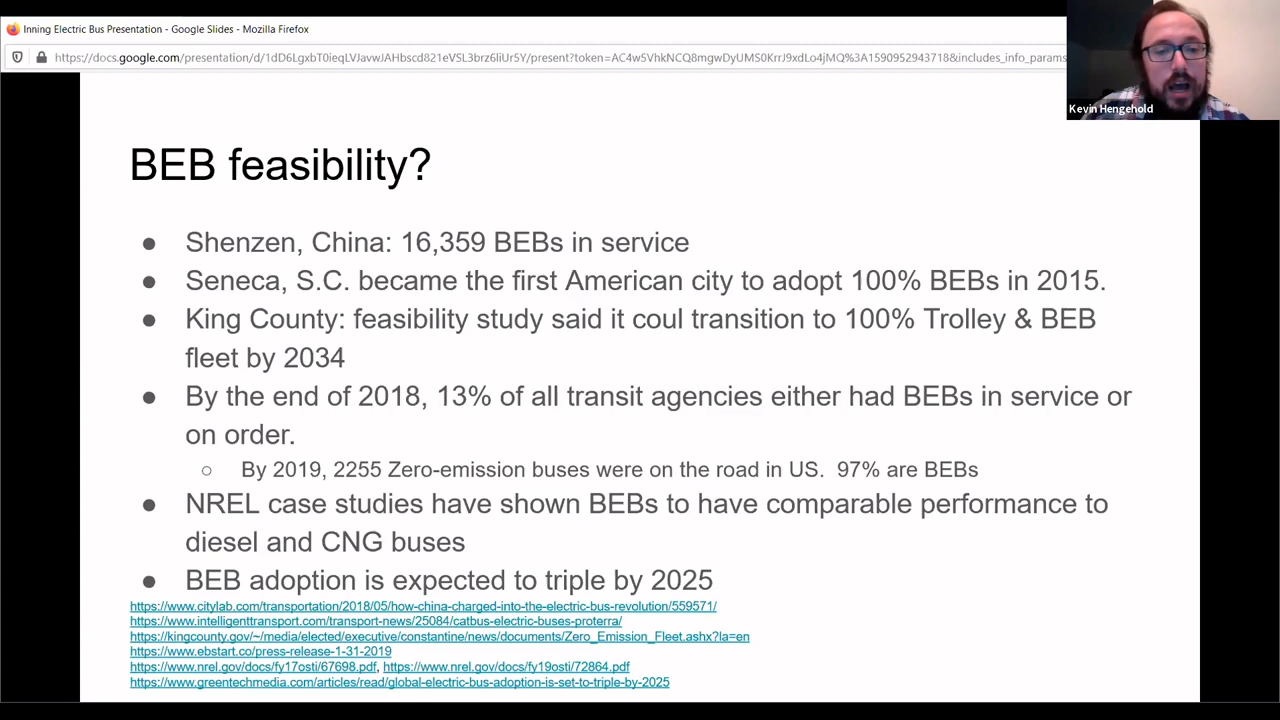 Inning Electric Bus Presentation - Google Slides - Mozilla Firefox
https://docs.google.com/presentation/d/1dD6LgxbT0ieqLVJavwJAHbscd821eVSL3brz6liUr5Y/present?token=AC4w5VhkNCQ8mgwDyUMS0KrrJ9xdLo4jMQ%3A1590952943718&includes_info_params
Kevin Hengehold
BEB feasibility?
● Shenzen, China: 16,359 BEBs in service
● Seneca, S.C. became the first American city to adopt 100% BEBs in 2015.
● King County: feasibility study said it coul transition to 100% Trolley & BEB
fleet by 2034
● By the end of 2018, 13% of all transit agencies either had BEBs in service or
on order.
○ By 2019, 2255 Zero-emission buses were on the road in US.  97% are BEBs
● NREL case studies have shown BEBs to have comparable performance to
diesel and CNG buses
● BEB adoption is expected to triple by 2025
https://www.citylab.com/transportation/2018/05/how-china-charged-into-the-electric-bus-revolution/559571/
https://www.intelligenttransport.com/transport-news/25084/catbus-electric-buses-proterra/
https://kingcounty.gov/~/media/elected/executive/constantine/news/documents/Zero_Emission_Fleet.ashx?la=en
https://www.ebstart.co/press-release-1-31-2019
https://www.nrel.gov/docs/fy17osti/67698.pdf, https://www.nrel.gov/docs/fy19osti/72864.pdf
https://www.greentechmedia.com/articles/read/global-electric-bus-adoption-is-set-to-triple-by-2025